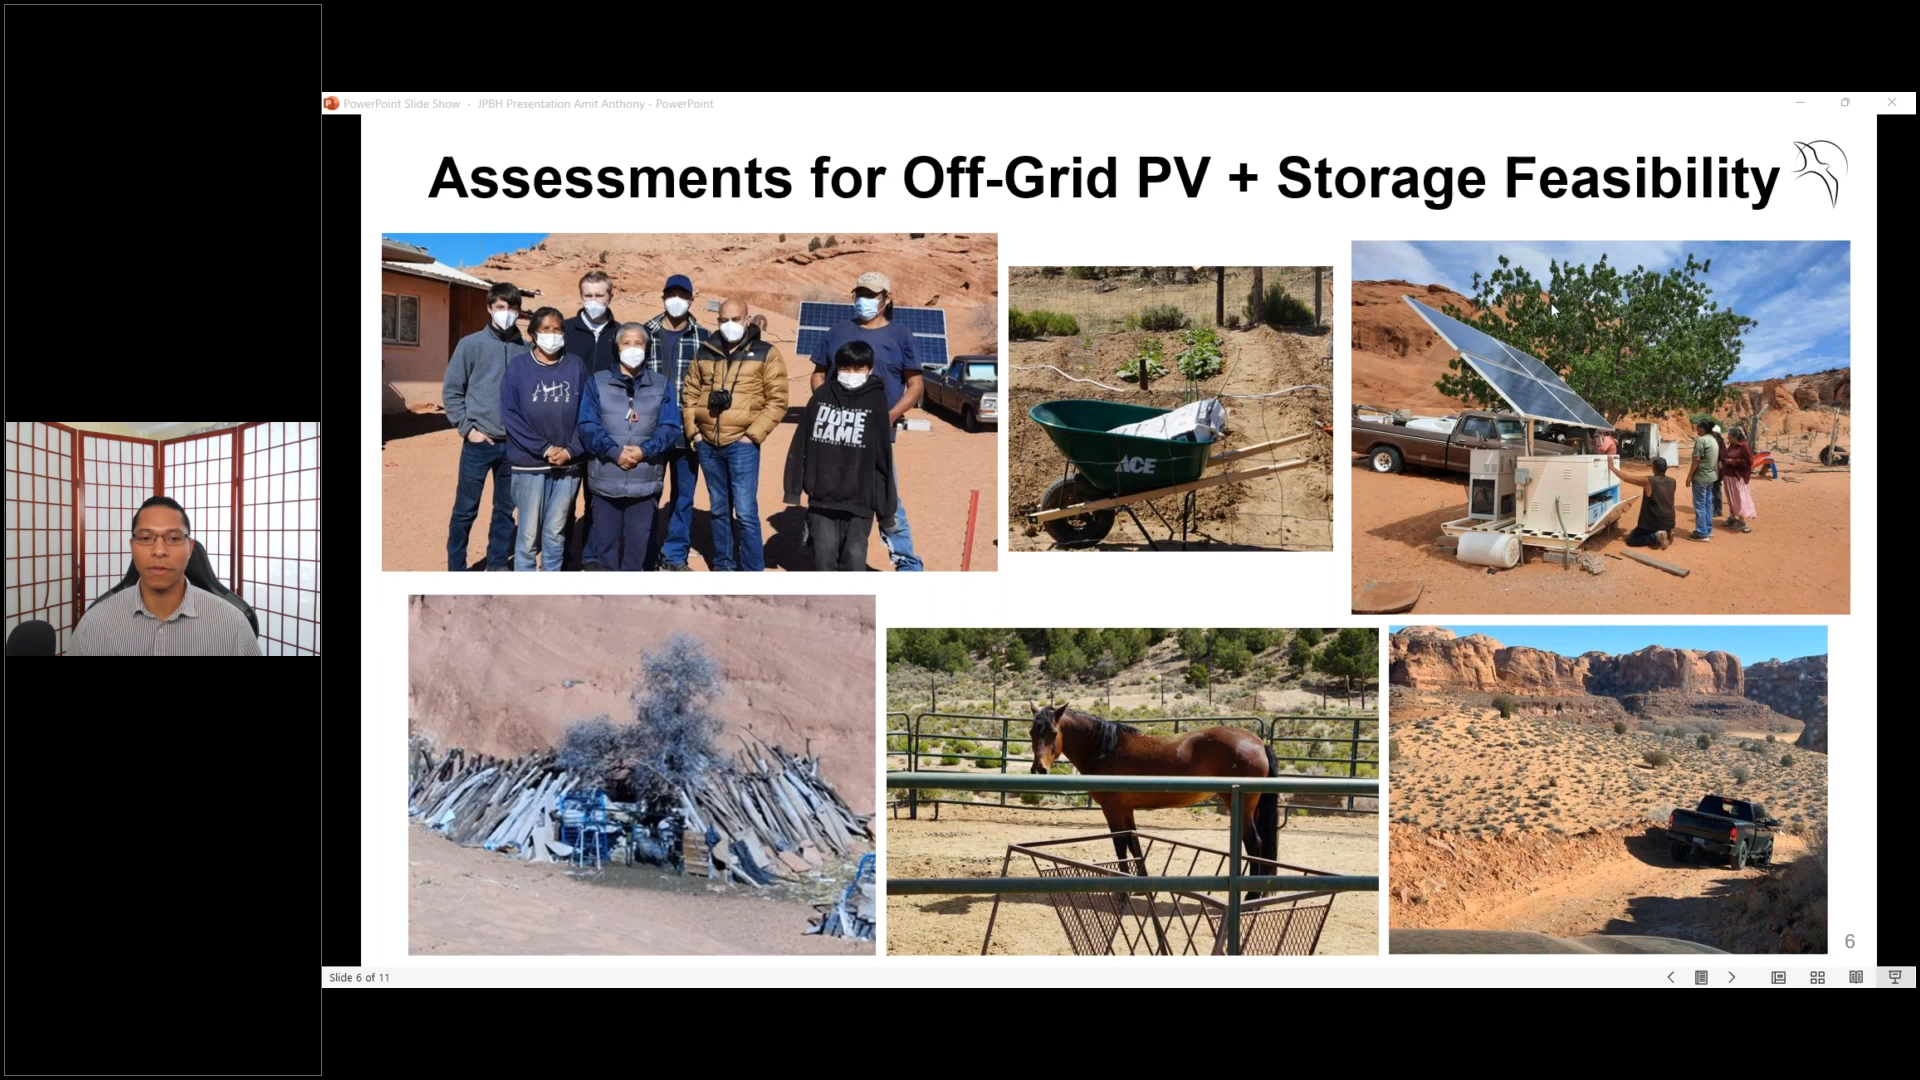 PowerPoint Slide Show - JPBH Presentation Amit Anthony - PowerPoint
Assessments for Off-Grid PV + Storage Feasibility
DOPE
GAME
ACE
6
Slide 6 of 11